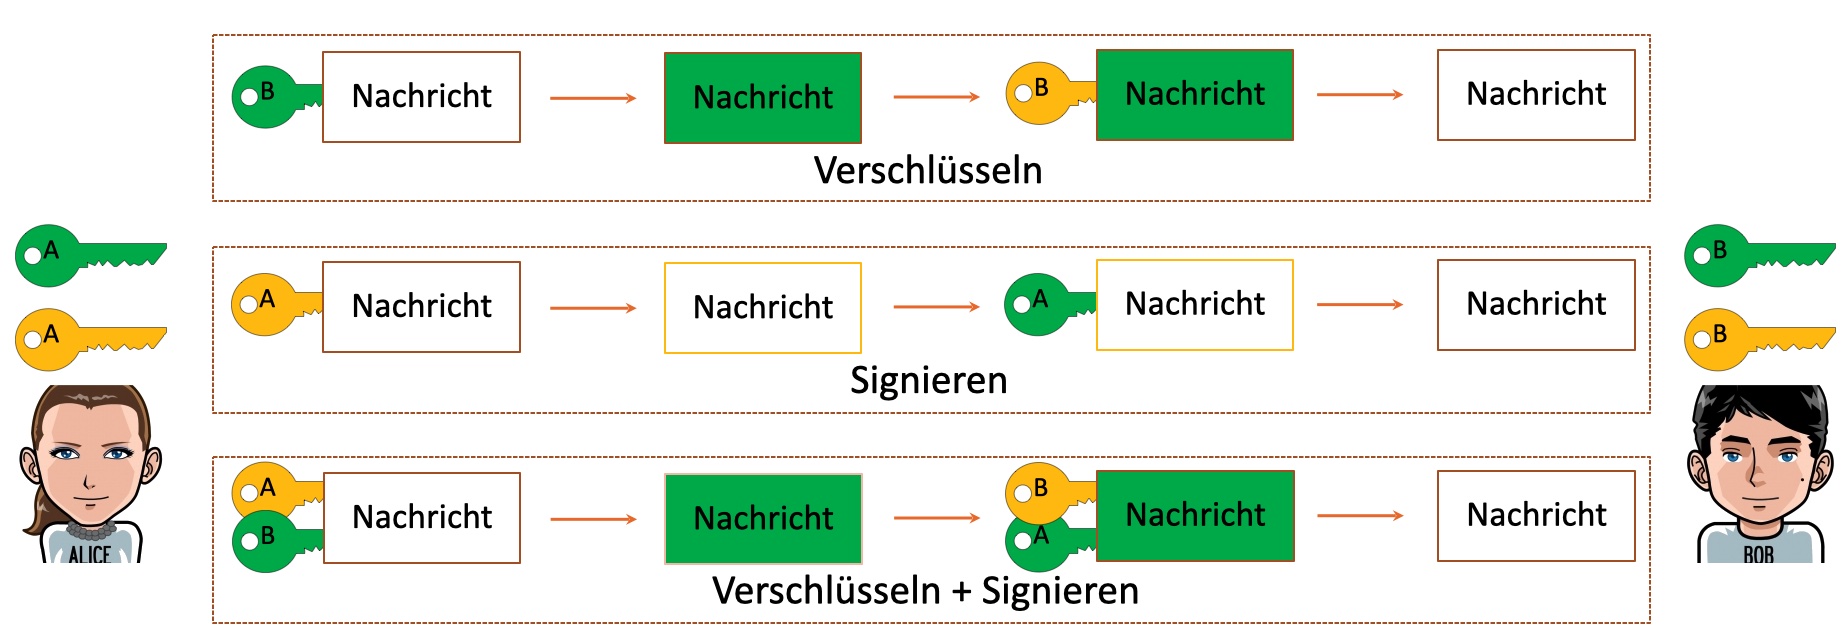 B Nachricht Nachricht B Nachricht Nachricht
Verschlüsseln
A B
A Nachricht Nachricht A Nachricht Nachricht
A B
Signieren
A Nachricht Nachricht B Nachricht Nachricht
B A
ALICE BOB
Verschlüsseln + Signieren